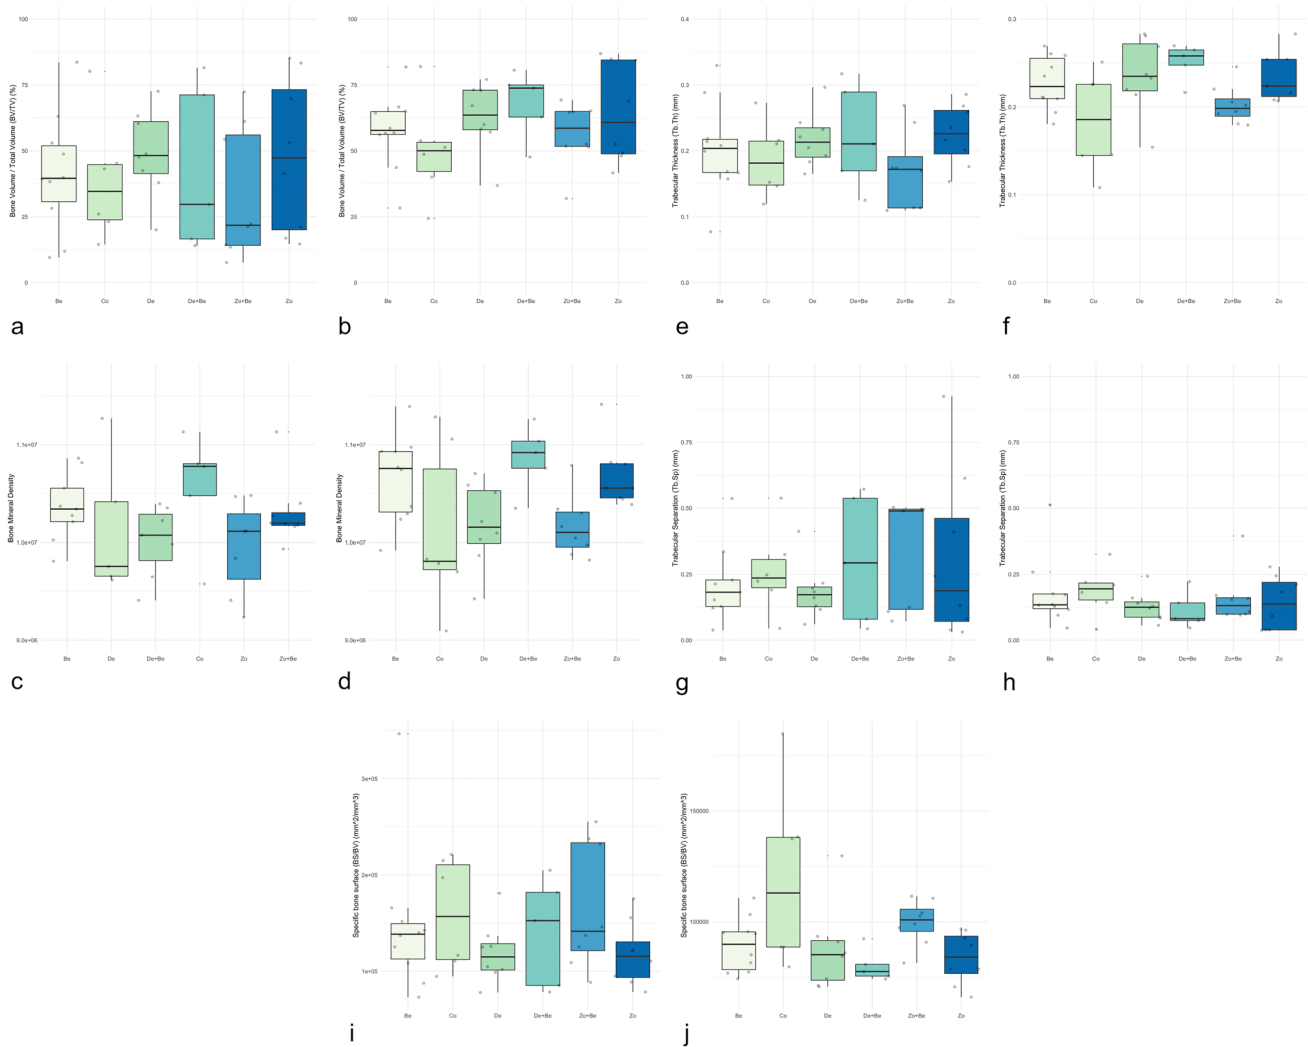 Bone Volume / Total Volume (BV/TV) (%)
100
75
50
25
0
Be Co De De+Be Zo+Be Zo
a
Bone Volume / Total Volume (BV/TV) (%)
100
75
50
25
0
Be Co De De+Be Zo+Be Zo
b
Trabecular Thickness (Tb.Th) (mm)
0.4
0.3
0.2
0.1
0.0
Be Co De De+Be Zo+Be Zo
e
Trabecular Thickness (Tb.Th) (mm)
0.3
0.2
0.1
0.0
Be Co De De+Be Zo+Be Zo
f
Bone Mineral Density
1.1e+07
1.0e+07
9.0e+06
Be De De+Be Co Zo Zo+Be
c
Bone Mineral Density
1.1e+07
1.0e+07
9.0e+06
Be Co De De+Be Zo+Be Zo
d
Trabecular Separation (Tb.Sp) (mm)
1.00
0.75
0.50
0.25
0.00
Be Co De De+Be Zo+Be Zo
g
Trabecular Separation (Tb.Sp) (mm)
1.00
0.75
0.50
0.25
0.00
Be Co De De+Be Zo+Be Zo
h
Specific bone surface (BS/BV) (mm^2/mm^3)
3e+05
2e+05
1e+05
Be Co De De+Be Zo+Be Zo
i
Specific bone surface (BS/BV) (mm^2/mm^3)
150000
100000
Be Co De De+Be Zo+Be Zo
j